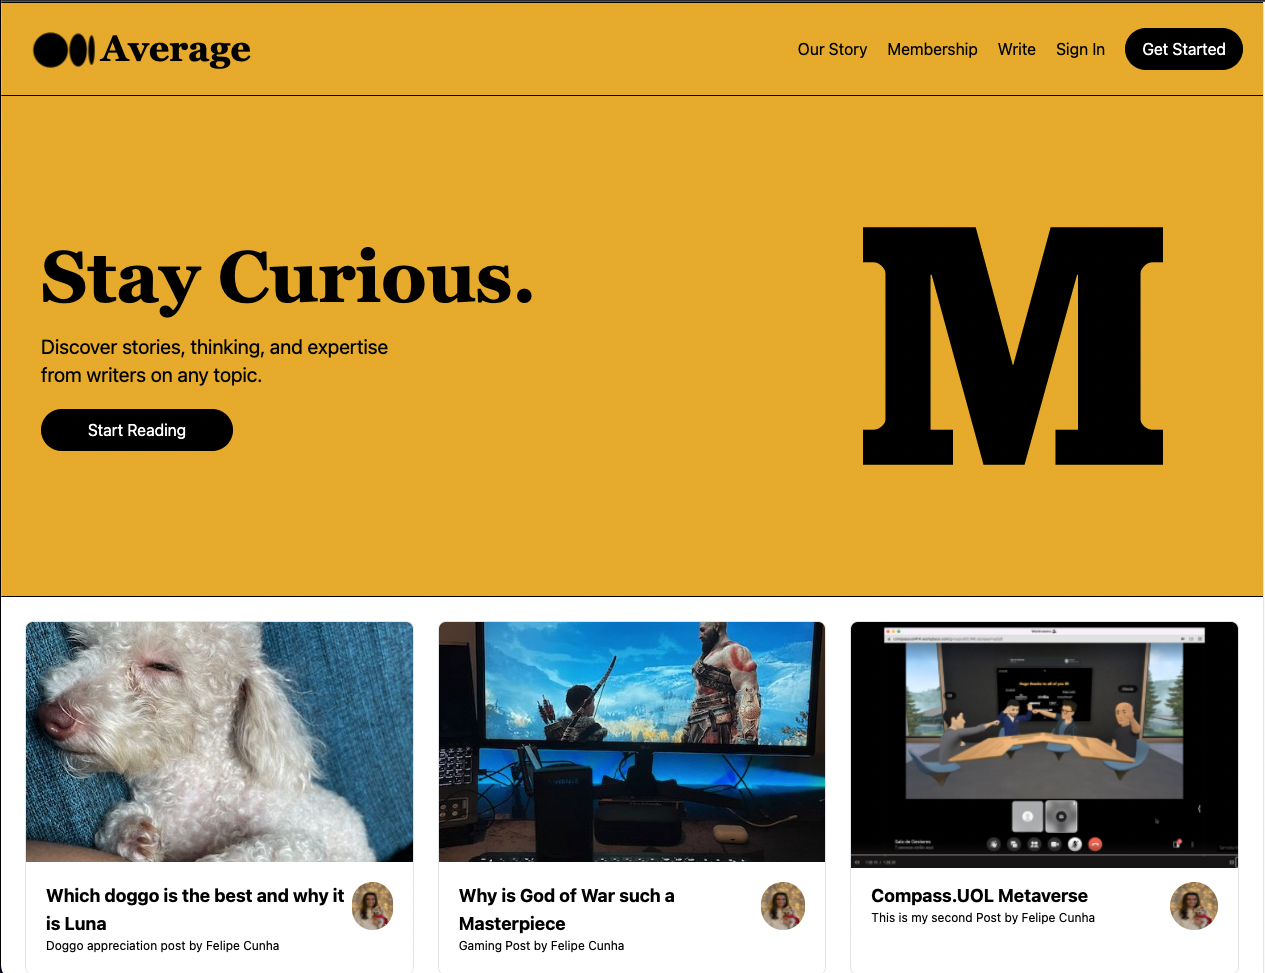 Average
Our Story
Membership
Write
Sign In
Get Started
Stay Curious.
Discover stories, thinking, and expertise
from writers on any topic.
Start Reading
M
Which doggo is the best and why it
is Luna
Doggo appreciation post by Felipe Cunha
Why is God of War such a
Masterpiece
Gaming Post by Felipe Cunha
Compass.UOL Metaverse
This is my second Post by Felipe Cunha